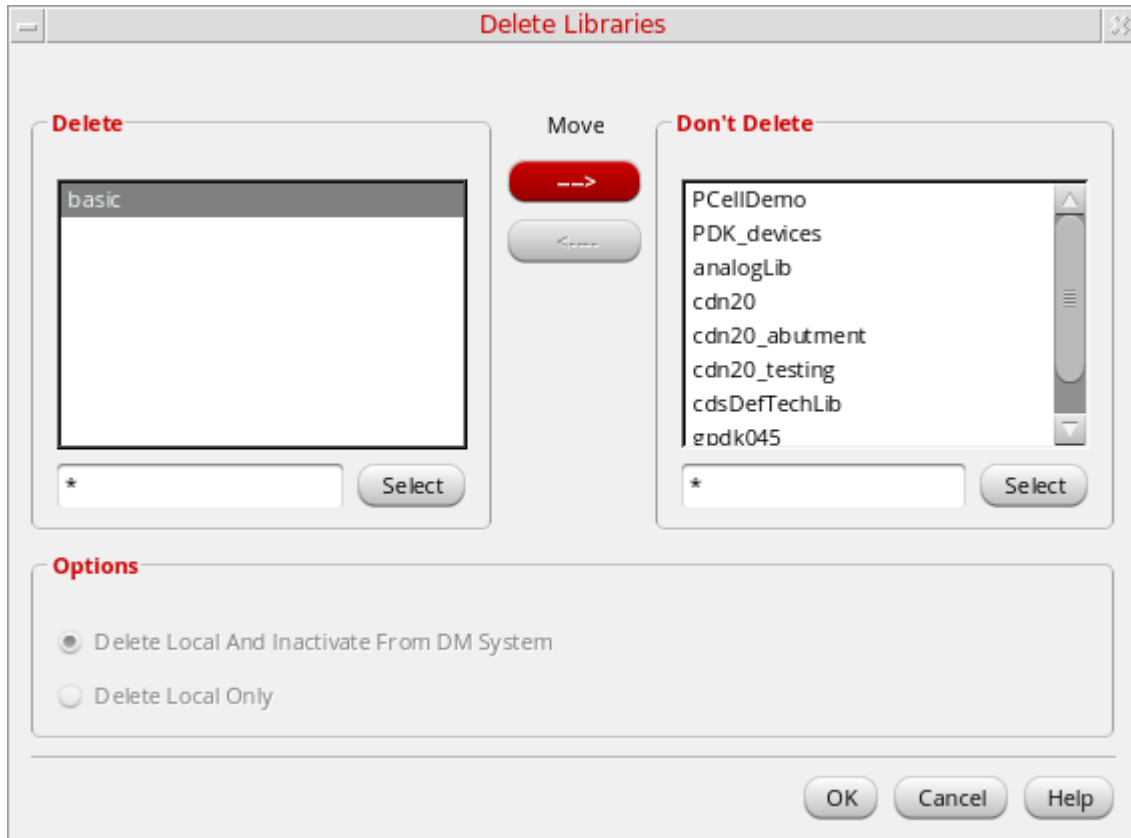 Delete Libraries
Delete
basic
*
Select
Move
-->
<----
Don't Delete
PCellDemo
PDK_devices
analogLib
cdn20
cdn20_abutment
cdn20_testing
cdsDefTechLib
gpdk045
*
Select
Options
Delete Local And Inactivate From DM System
Delete Local Only
OK
Cancel
Help